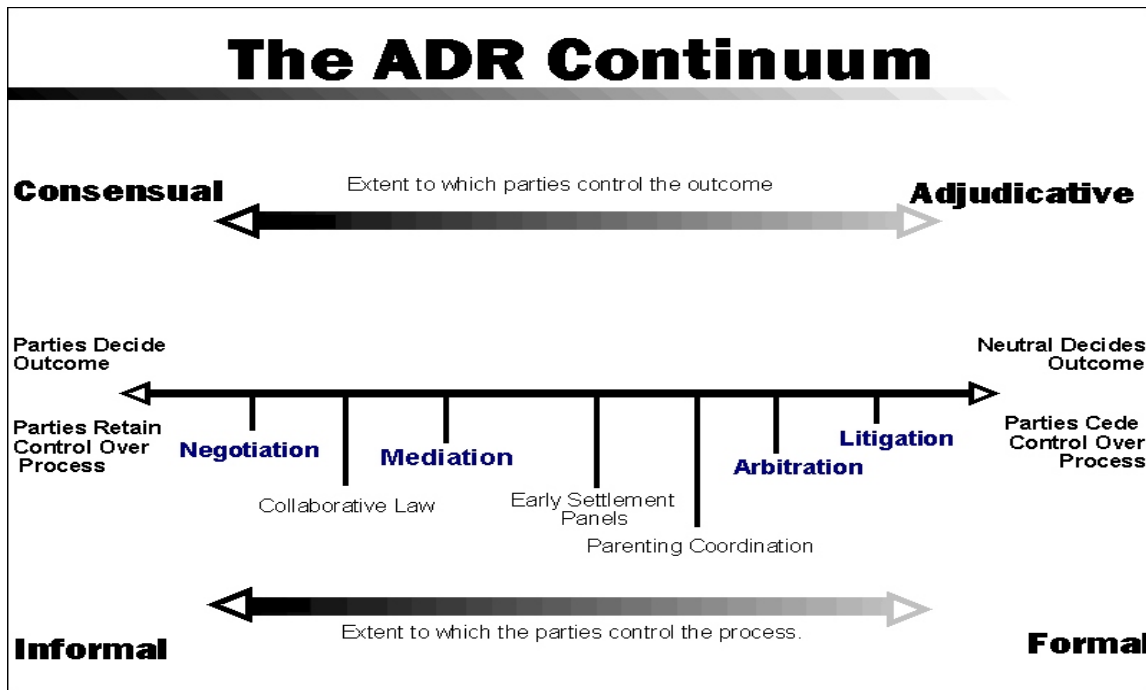 The ADR Continuum
Consensual
Extent to which parties control the outcome
Adjudicative
Parties Decide
Outcome
Neutral Decides
Outcome
Parties Retain
Control Over
Process
Negotiation
Mediation
Arbitration
Litigation
Parties Cede
Control Over
Process
Collaborative Law
Early Settlement
Panels
Parenting Coordination
Extent to which the parties control the process.
Informal
Formal